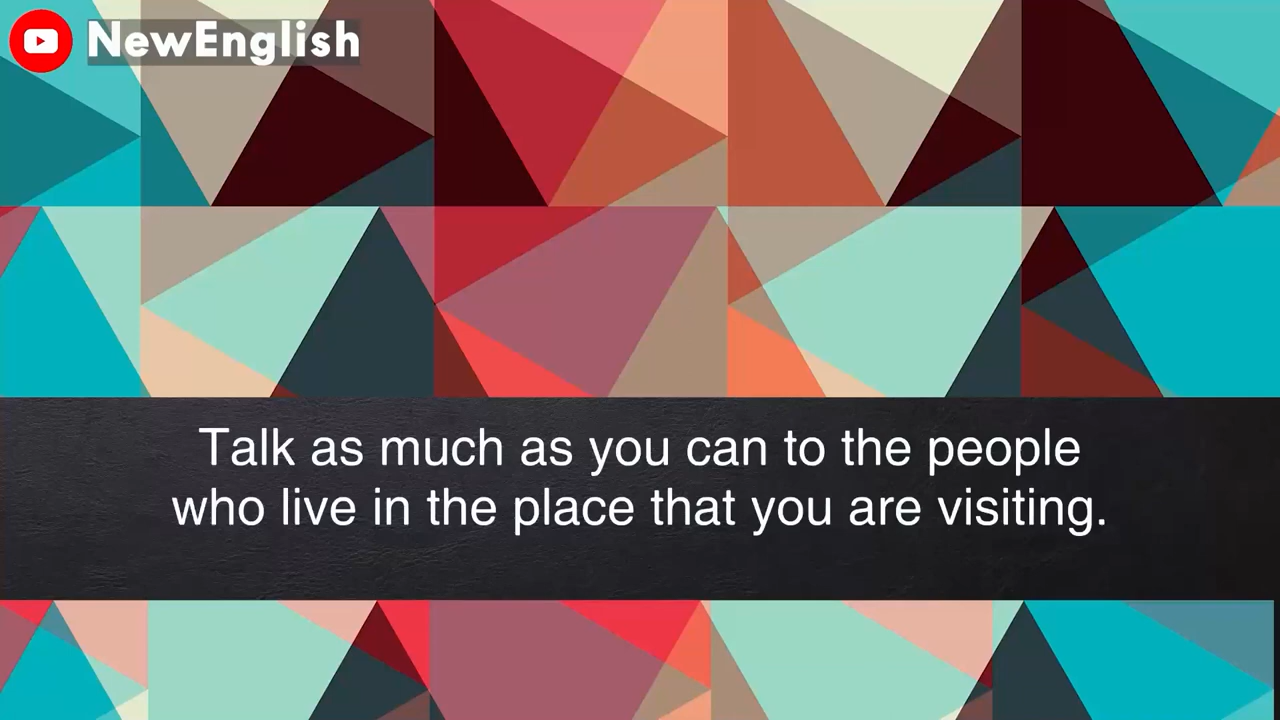 NewEnglish
Talk as much as you can to the people
who live in the place that you are visiting.